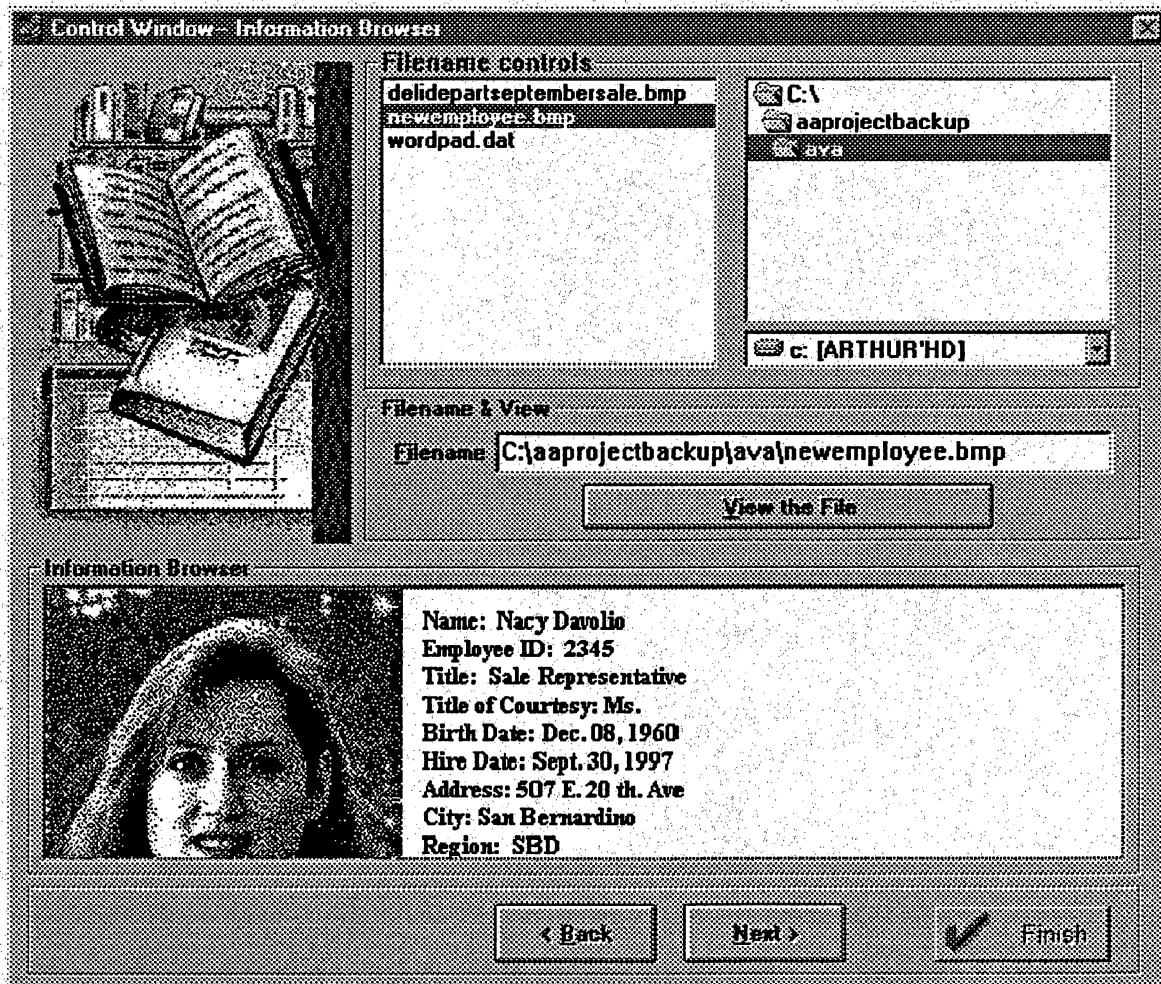 Control Window-- Information Browser
Filename controls
delidepartseptembersale.bmp
newemployee.bmp
wordpad.dat
C:\
aaprojectbackup
ava
c: [ARTHUR'HD]
Filename & View
Filename C:\aaprojectbackup\ava\newemployee.bmp
View the File
Information Browser
Name: Nacy Davolio
Employee ID: 2345
Title: Sale Representative
Title of Courtesy: Ms.
Birth Date: Dec. 08, 1960
Hire Date: Sept. 30, 1997
Address: 507 E. 20 th. Ave
City: San Bernardino
Region: SBD
< Back
Next >
Finish